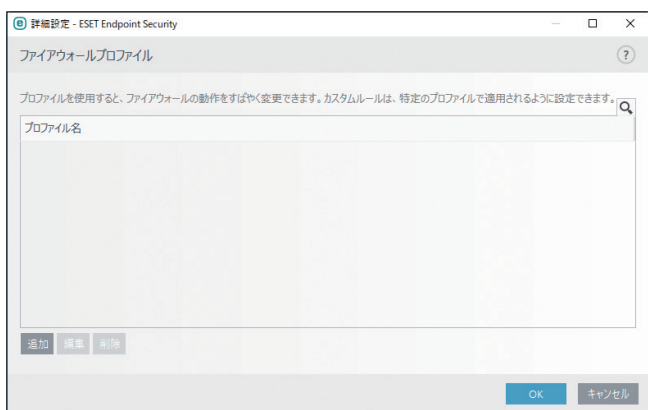 詳細設定 - ESET Endpoint Security
ファイアウォールプロファイル
?
プロファイルを使用すると、ファイアウォールの動作をすばやく変更できます。カスタムルールは、特定のプロファイルで適用されるように設定できます。
プロファイル名
追加 編集 削除
OK キャンセル